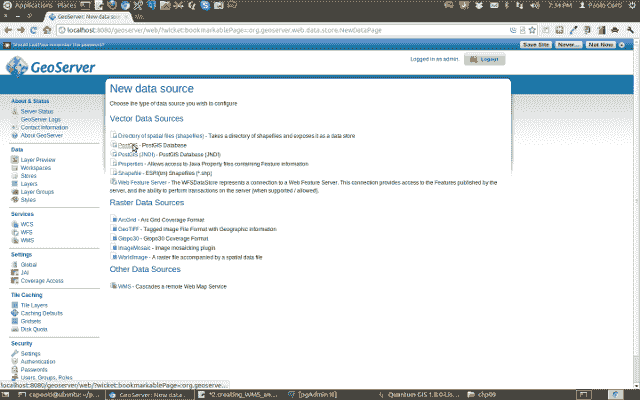 Applications Places
7:34 PM Paolo Corti
GeoServer: New data
localhost:8080/geoserver/web/?wicket:bookmarkablePage=:org.geoserver.web.data.store.NewDataPage
Should LastPass remember the password?
Save Site Never... Not Now
GeoServer
Logged in as admin. Logout
About & Status
Server Status
GeoServer Logs
Contact Information
About GeoServer
Data
Layer Preview
Workspaces
Stores
Layers
Layer Groups
Styles
Services
WCS
WFS
WMS
Settings
Global
JAI
Coverage Access
Tile Caching
Tile Layers
Caching Defaults
Gridsets
Disk Quota
Security
Settings
Authentication
Passwords
Users, Groups, Roles
New data source
Choose the type of data source you wish to configure
Vector Data Sources
Directory of spatial files (shapefiles) - Takes a directory of shapefiles and exposes it as a data store
PostGIS - PostGIS Database
PostGIS (JNDI) - PostGIS Database (JNDI)
Properties - Allows access to Java Property files containing Feature information
Shapefile - ESRI(tm) Shapefiles (*.shp)
Web Feature Server - The WFSDataStore represents a connection to a Web Feature Server. This connection provides access to the Features published by the
server, and the ability to perform transactions on the server (when supported / allowed).
Raster Data Sources
ArcGrid - Arc Grid Coverage Format
GeoTIFF - Tagged Image File Format with Geographic information
Gtopo30 - Gtopo30 Coverage Format
ImageMosaic - Image mosaicking plugin
WorldImage - A raster file accompanied by a spatial data file
Other Data Sources
WMS - Cascades a remote Web Map Service
localhost:8080/geoserver/web/?wicket:bookmarkablePage=:org.geoserve...
capooti@ubuntu: ~/p... GeoServer: New data ... *2.creating_WMS_an... [pgAdmin III] Quantum GIS 1.8.0-Lis... chp09